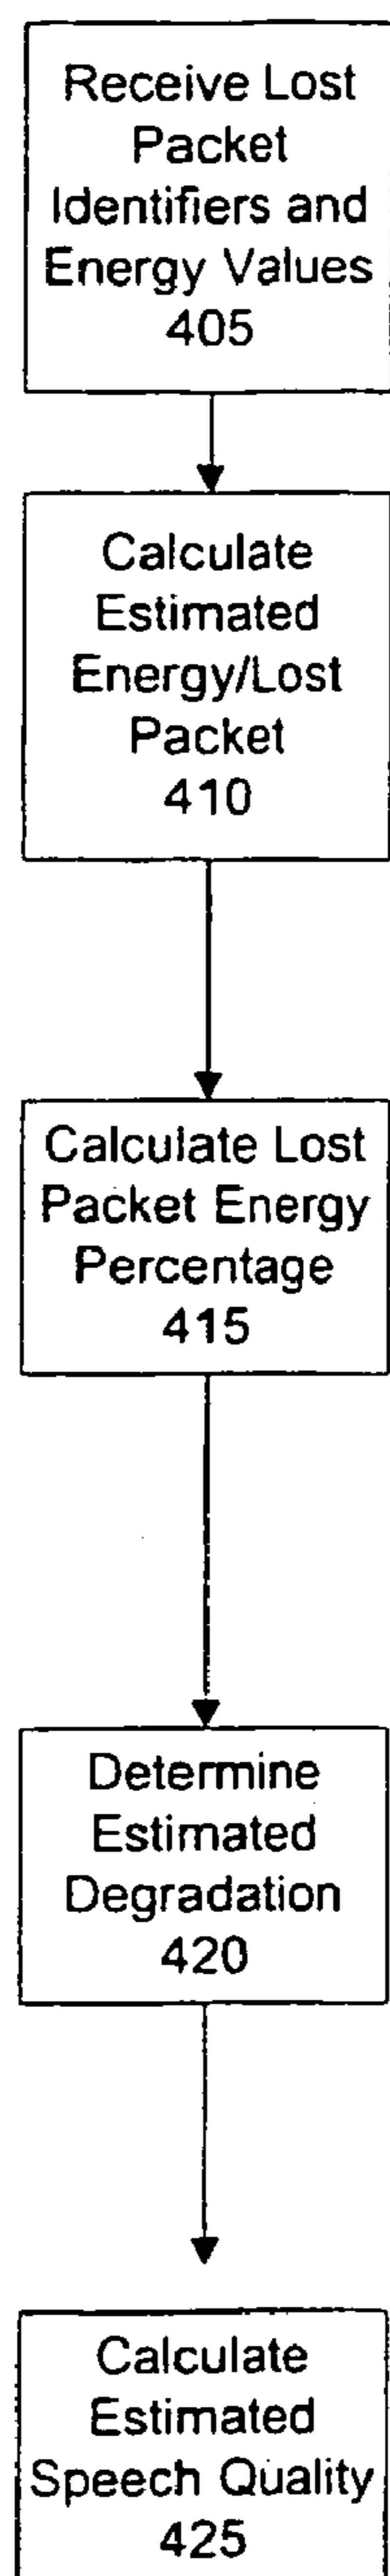 Receive Lost
Packet
Identifiers and
Energy Values
405
Calculate
Estimated
Energy/Lost
Packet
410
Calculate Lost
Packet Energy
Percentage
415
Determine
Estimated
Degradation
420
Calculate
Estimated
Speech Quality
425